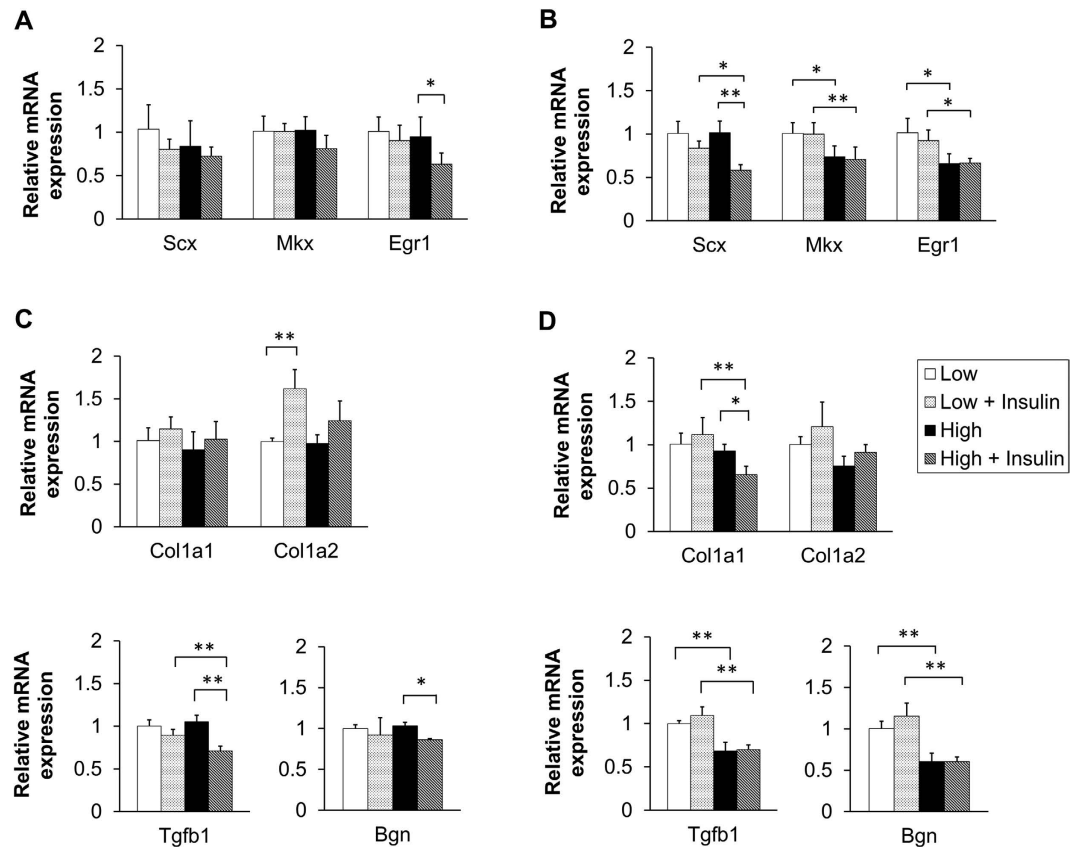 A
Relative mRNA
expression
2
1.5
1
0.5
0
*
Scx
Mkx
Egr1
B
Relative mRNA
expression
2
1.5
1
0.5
0
*
**
*
**
*
*
Scx
Mkx
Egr1
C
Relative mRNA
expression
2
1.5
1
0.5
0
**
Col1a1
Col1a2
D
Relative mRNA
expression
2
1.5
1
0.5
0
**
*
Col1a1
Col1a2
Low
Low + Insulin
High
High + Insulin
Relative mRNA
expression
2
1.5
1
0.5
0
**
**
Tgfb1
2
1.5
1
0.5
0
*
Bgn
Relative mRNA
expression
2
1.5
1
0.5
0
**
**
Tgfb1
2
1.5
1
0.5
0
**
**
Bgn